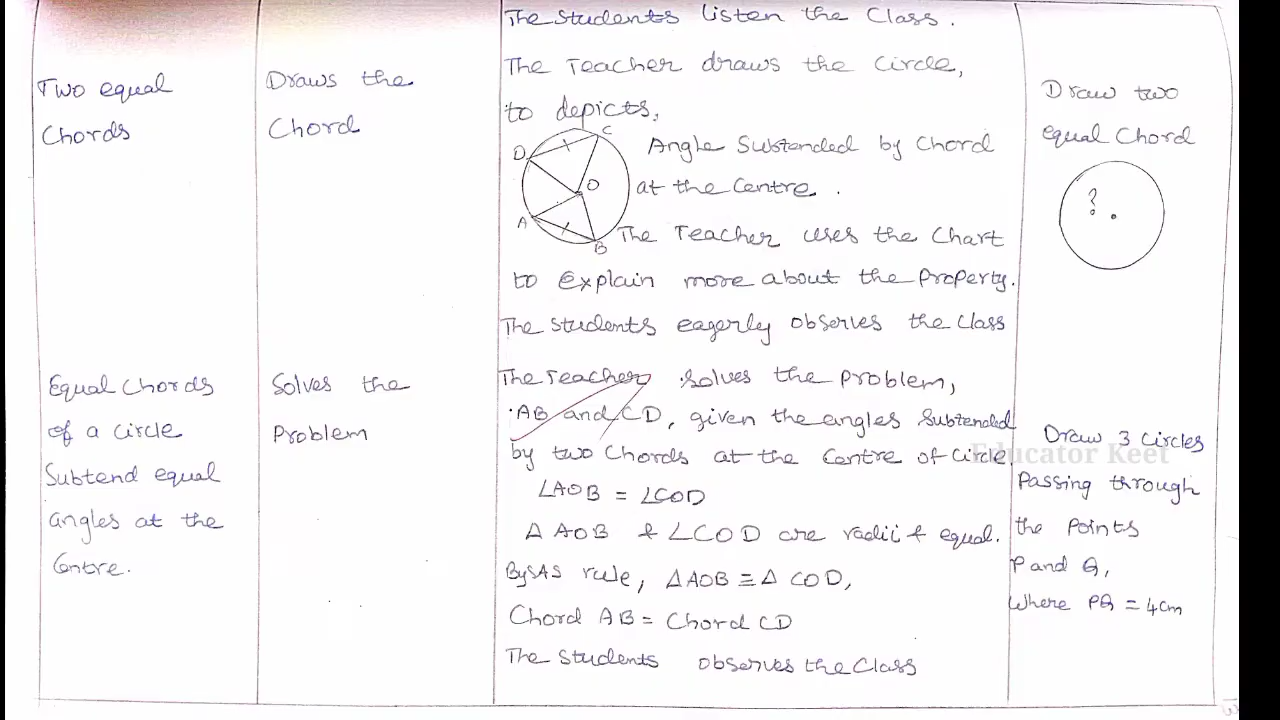 Two equal
Chords
Equal Chords
of a circle
Subtend equal
angles at the
Centre.
Draws the
Chord
Solves the
Problem
The Students listen the Class.
The Teacher draws the Circle,
to depicts,
D
C
O
A
B
Angle Substended by Chord
at the Centre.
The Teacher uses the Chart
to explain more about the Property.
The Students eagerly observes the Class
The Teacher solves the problem,
AB and CD, given the angles Subtended
by two Chords at the Centre of Circle
∠AOB = ∠COD
△ AOB & ∠COD are radii & equal.
By SAS rule, △AOB ≡ △ COD,
Chord AB = Chord CD
The Students observes the Class
Draw two
equal Chord
?
Draw 3 Circles
Passing through
the Points
P and Q,
Where PQ = 4cm
Educator Keet